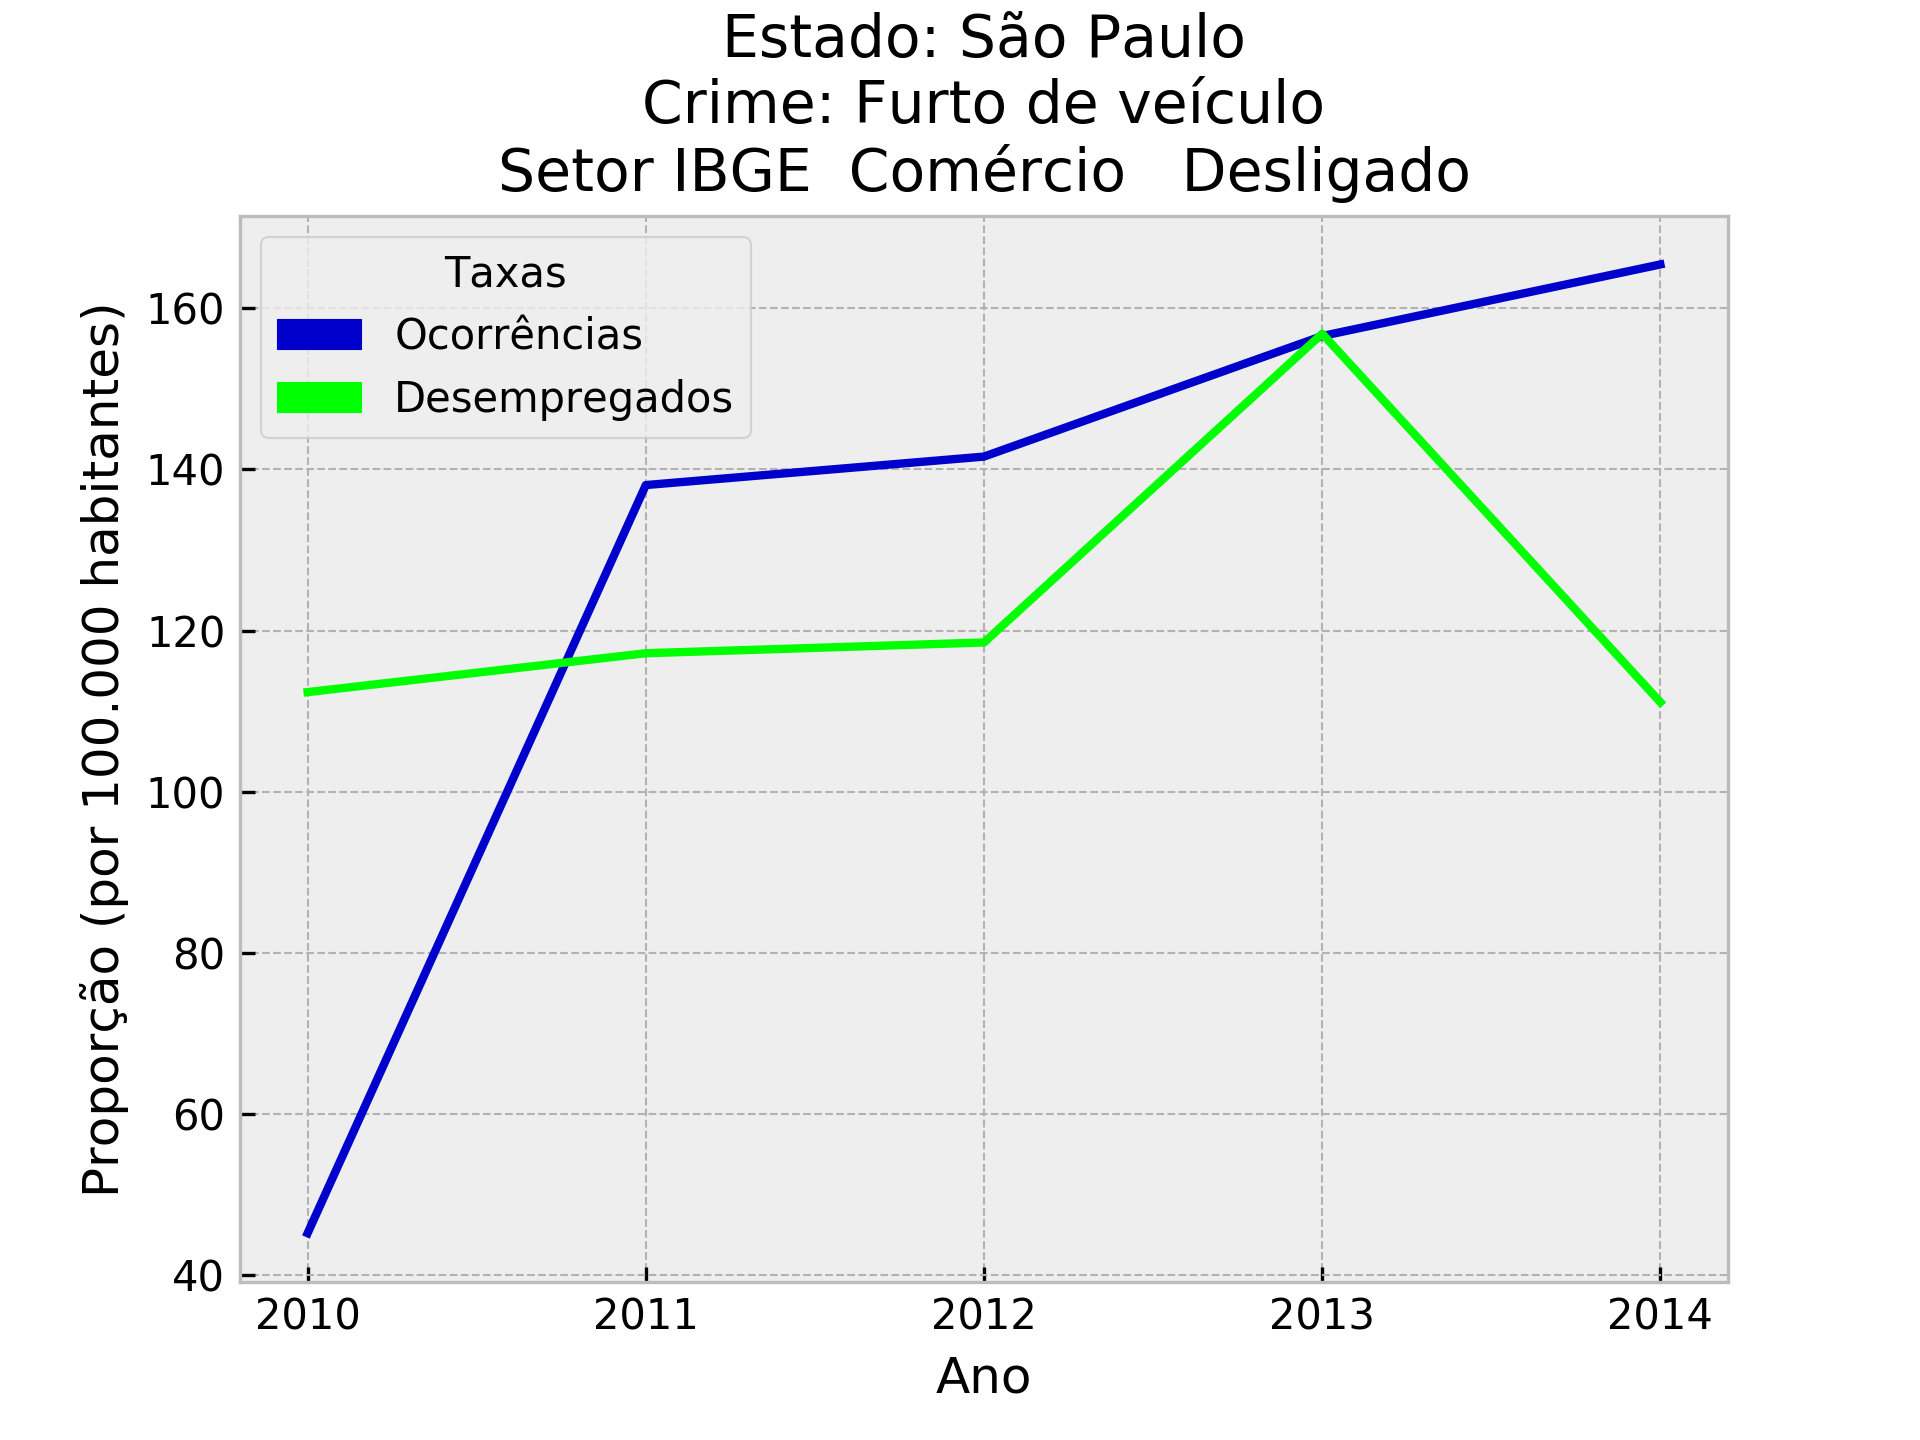 Estado: São Paulo
Crime: Furto de veículo
Setor IBGE  Comércio   Desligado
Taxas
Ocorrências
Desempregados
Proporção (por 100.000 habitantes)
160
140
120
100
80
60
40
2010 2011 2012 2013 2014
Ano